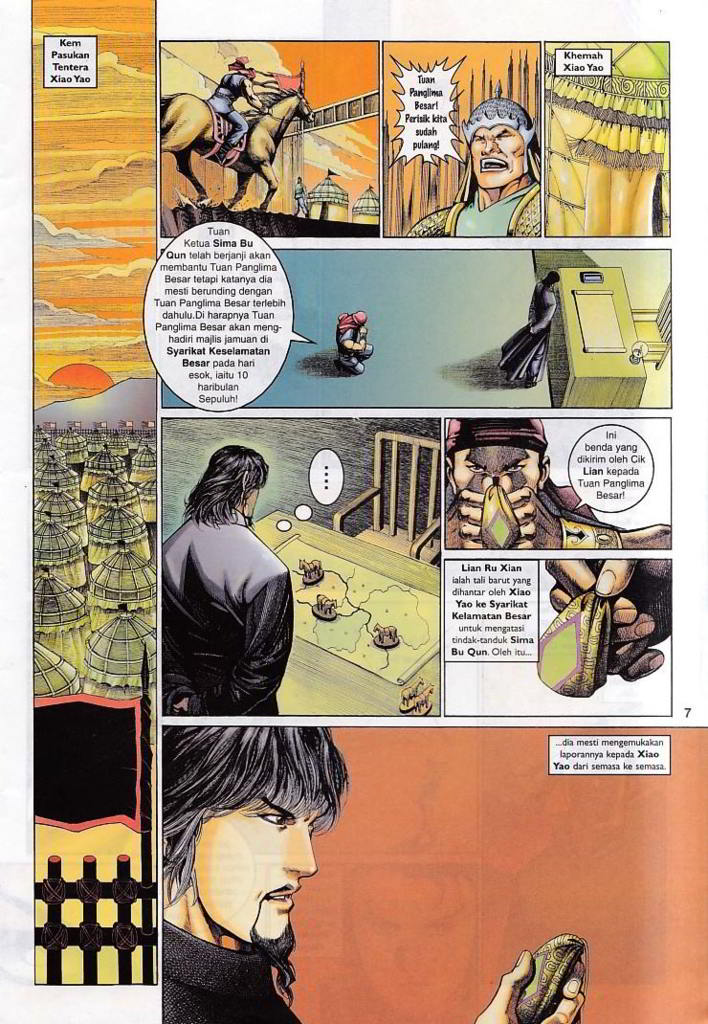 Kem
Pasukan
Tentera
Xiao Yao
Tuan
Panglima
Besar!
Perisik kita
sudah
pulang!
Khemah
Xiao Yao
Tuan
Ketua Sima Bu
Qun telah berjanji akan
membantu Tuan Panglima
Besar tetapi katanya dia
mesti berunding dengan
Tuan Panglima Besar terlebih
dahulu.Di harapnya Tuan
Panglima Besar akan meng-
hadiri majlis jamuan di
Syarikat Keselamatan
Besar pada hari
esok, iaitu 10
haribulan
Sepuluh!
....
Ini
benda yang
dikirim oleh Cik
Lian kepada
Tuan Panglima
Besar!
Lian Ru Xian
ialah tali barut yang
dihantar oleh Xiao
Yao ke Syarikat
Kelamatan Besar
untuk mengatasi
tindak-tanduk Sima
Bu Qun. Oleh itu...
7
...dia mesti mengemukakan
laporannya kepada Xiao
Yao dari semasa ke semasa.